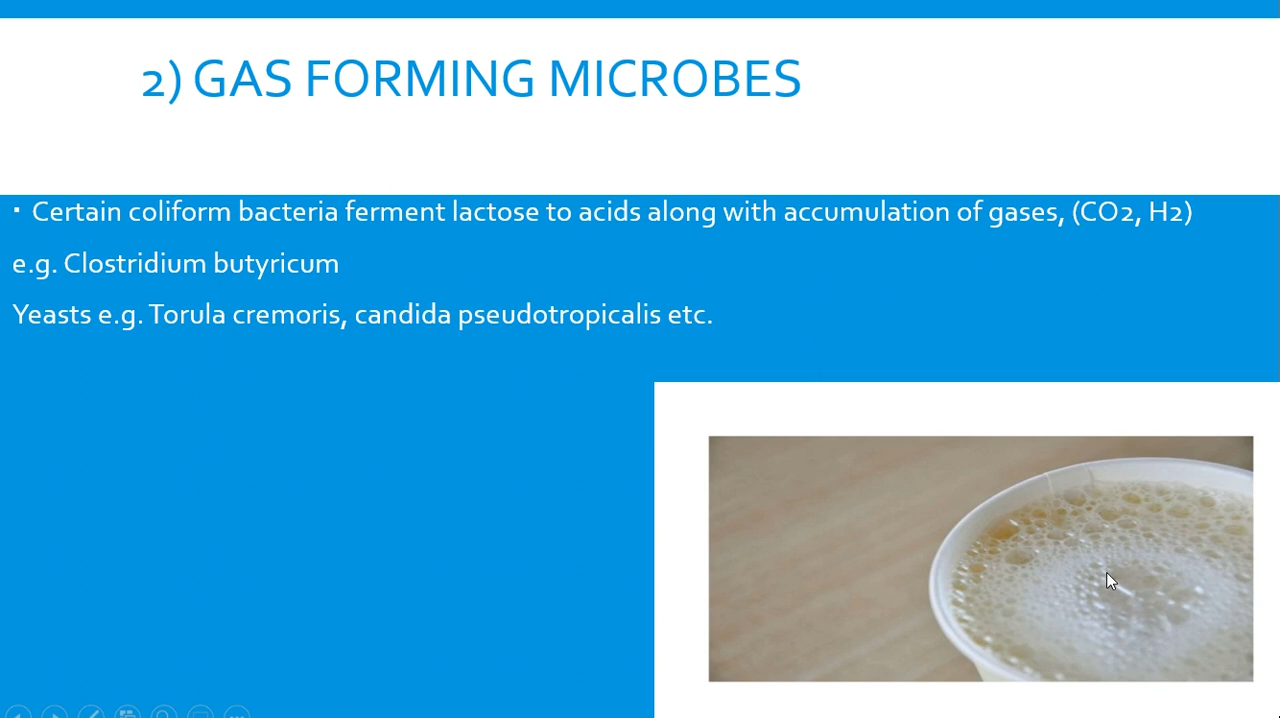 2) GAS FORMING MICROBES
▪ Certain coliform bacteria ferment lactose to acids along with accumulation of gases, (CO2, H2)
e.g. Clostridium butyricum
Yeasts e.g. Torula cremoris, candida pseudotropicalis etc.